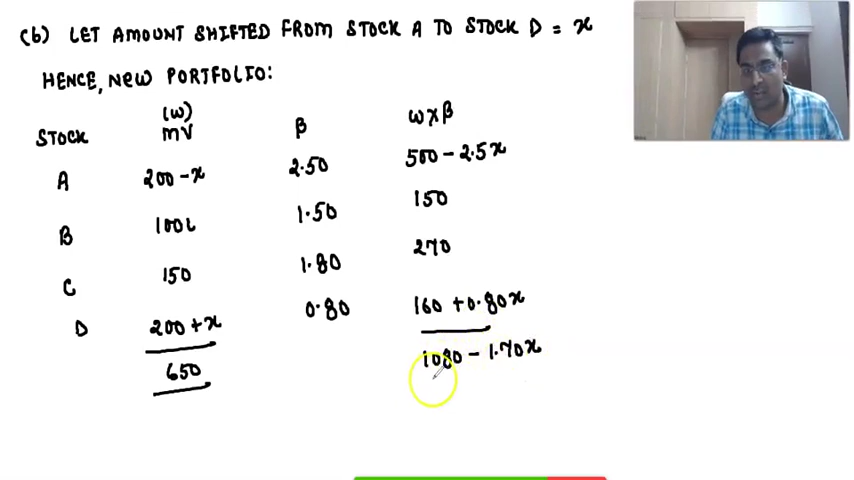 (b) LET AMOUNT SHIFTED FROM STOCK A TO STOCK D = x
HENCE, NEW PORTFOLIO:
STOCK (W) MV β W X β
A 200 - x 2.50 500 - 2.5x
B 100L 1.50 150
C 150 1.80 270
D 200 + x 0.80 160 + 0.80x
650 1080 - 1.70x